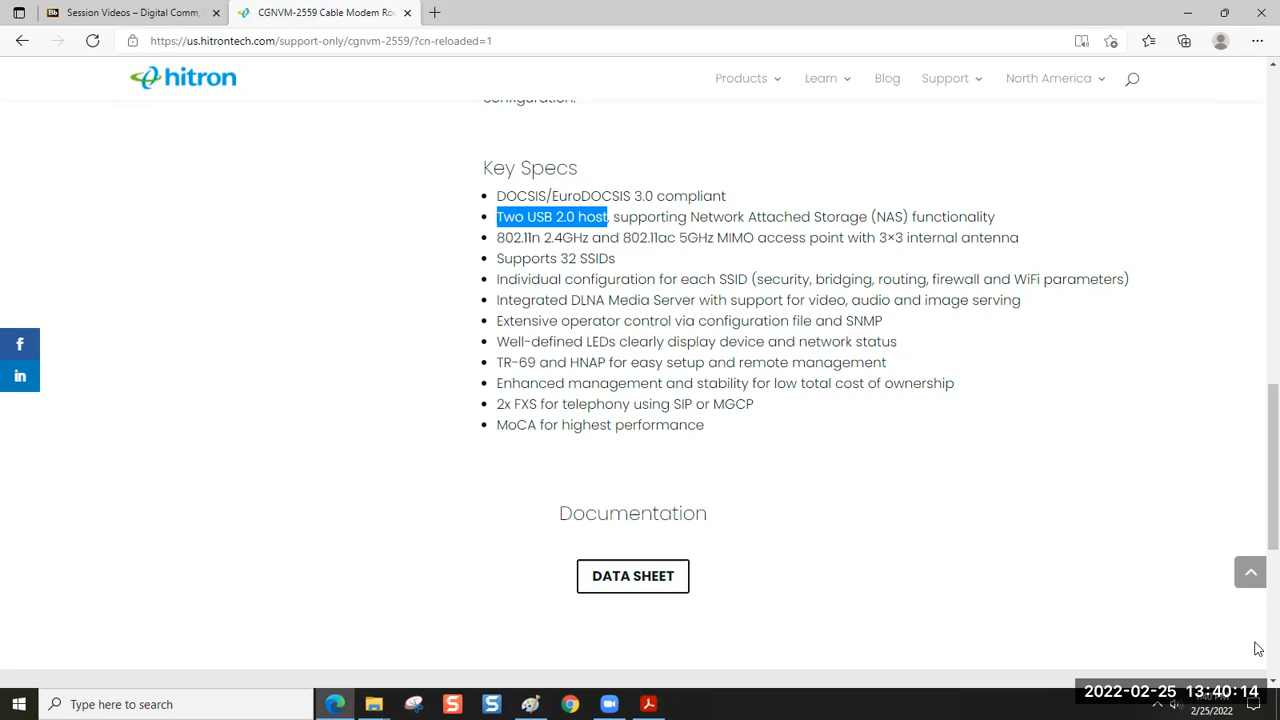 Session Videos – Digital Comm,
CGNVM-2559 Cable Modem Ro
https://us.hitrontech.com/support-only/cgnvm-2559/?cn-reloaded=1
hitron
Products
Learn
Blog
Support
North America
configuration.
Key Specs
• DOCSIS/EuroDOCSIS 3.0 compliant
• Two USB 2.0 host, supporting Network Attached Storage (NAS) functionality
• 802.11n 2.4GHz and 802.11ac 5GHz MIMO access point with 3×3 internal antenna
• Supports 32 SSIDs
• Individual configuration for each SSID (security, bridging, routing, firewall and WiFi parameters)
• Integrated DLNA Media Server with support for video, audio and image serving
• Extensive operator control via configuration file and SNMP
• Well-defined LEDs clearly display device and network status
• TR-69 and HNAP for easy setup and remote management
• Enhanced management and stability for low total cost of ownership
• 2x FXS for telephony using SIP or MGCP
• MoCA for highest performance
Documentation
DATA SHEET
Type here to search
2022-02-25 13:40:14
2/25/2022